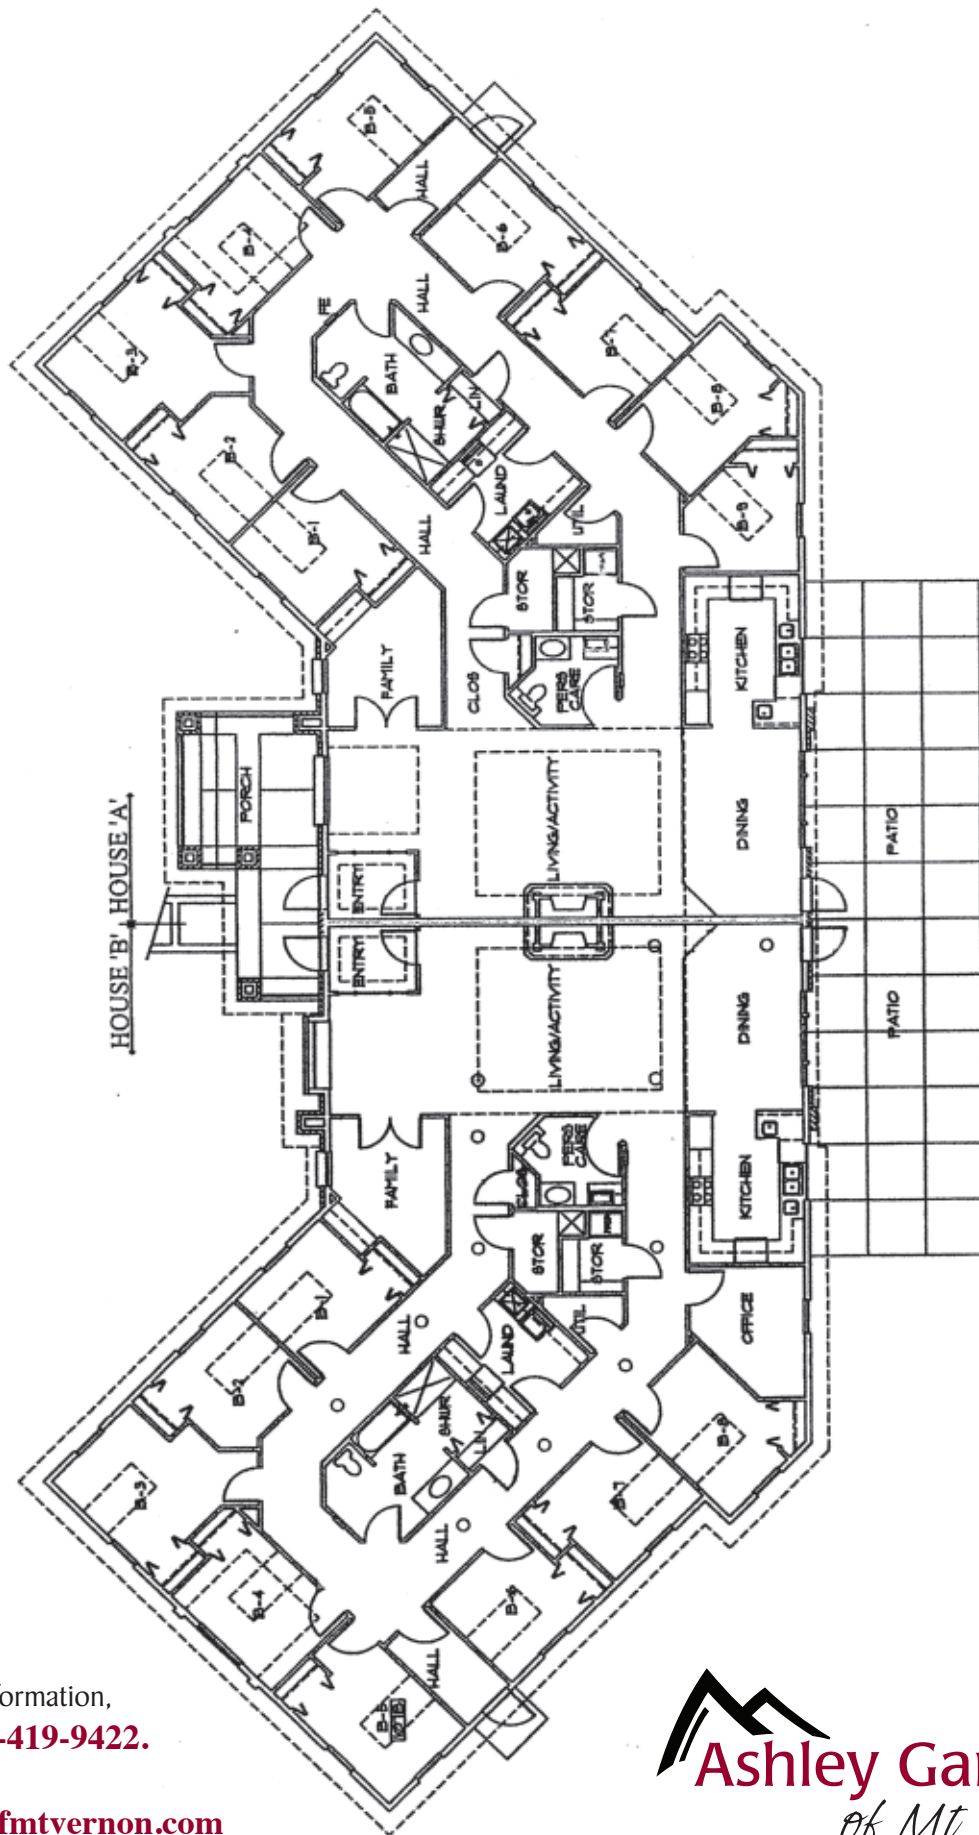 B-5
HALL
B-4
B-6
FE
HALL
B-3
BATH
B-7
LIN
B-8
SHWR
B-2
LAUND
B-9
B-1
HALL
UTIL
STOR
STOR
FAMILY
CLOS
PERS
CARE
KITCHEN
PORCH
LIVING/ACTIVITY
DINING
PATIO
HOUSE 'A'
ENTRY
HOUSE 'B'
ENTRY
LIVING/ACTIVITY
DINING
PATIO
FAMILY
CLOS
PERS
CARE
KITCHEN
STOR
STOR
B-1
HALL
LAUND
UTIL
OFFICE
B-2
SHWR
LIN
B-8
B-3
BATH
B-7
HALL
B-4
B-6
HALL
B-5
formation,
-419-9422.
fmtvernon.com
Ashley Gar
of Mt